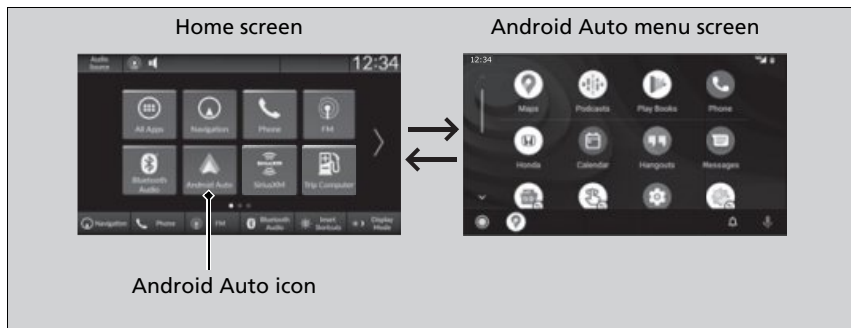 Home screen
Android Auto menu screen
Audio
Source
12:34
All Apps
Navigation
Phone
FM
Bluetooth
Audio
Android Auto
SiriusXM
Trip Computer
Navigation
Phone
FM
Bluetooth
Audio
Inset
Shortcuts
Display
Mode
12:34
Maps
Podcasts
Play Books
Phone
Honda
Calendar
Hangouts
Messages
Android Auto icon